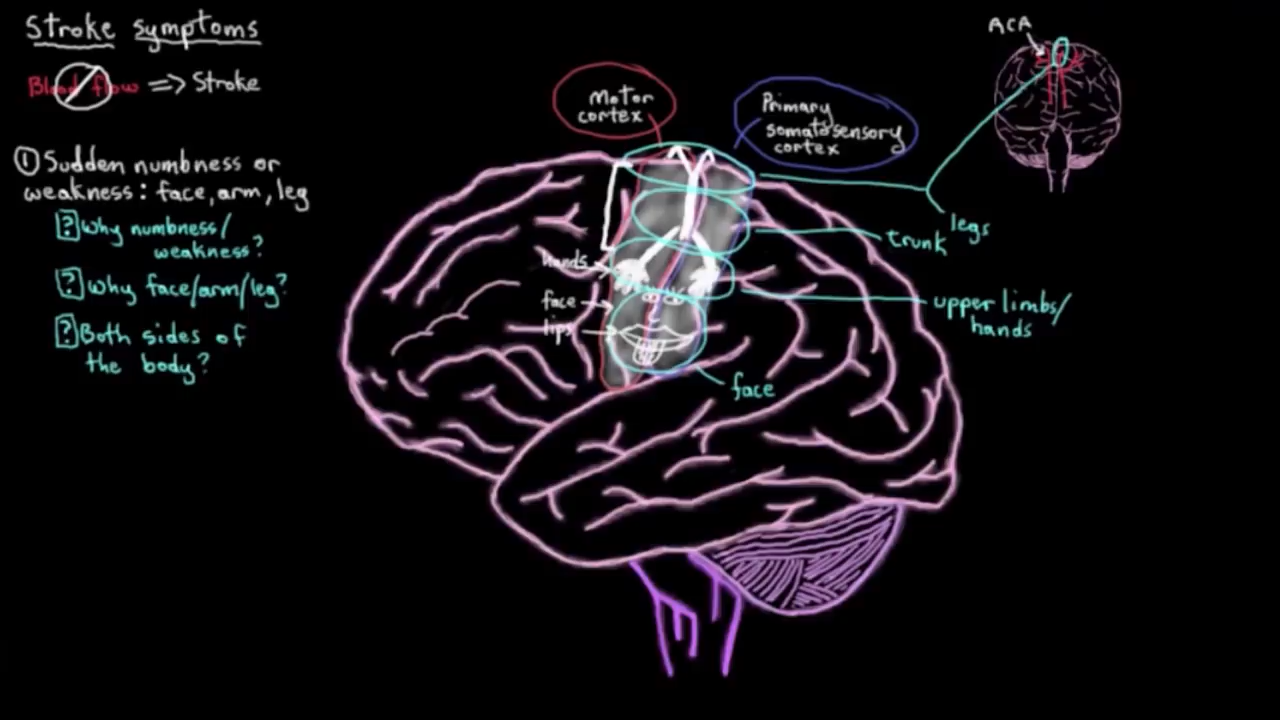 Stroke symptoms
Blood flow => Stroke
① Sudden numbness or
weakness: face, arm, leg
? Why numbness/
weakness?
? Why face/arm/leg?
? Both sides of
the body?
Motor
cortex
Primary
somatosensory
cortex
ACA
legs
trunk
hands
face
lips
upper limbs/
hands
face